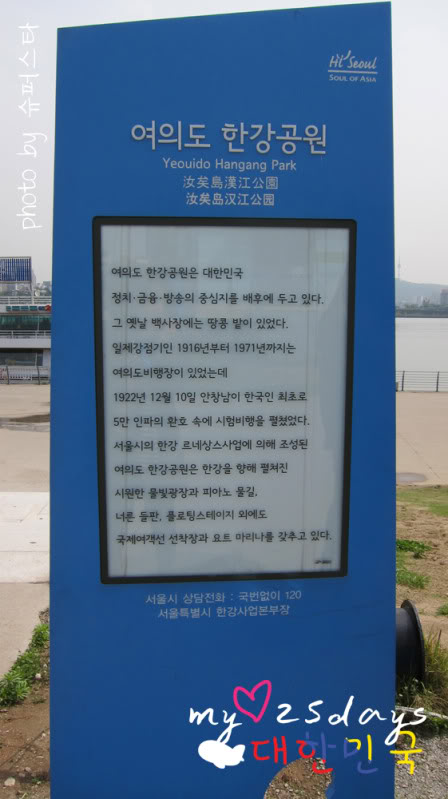 photo by 슈퍼스타
Hi Seoul
SOUL OF ASIA
여의도 한강공원
Yeouido Hangang Park
汝矣島漢江公園
汝矣岛汉江公园
여의도 한강공원은 대한민국
정치·금융·방송의 중심지를 배후에 두고 있다.
그 옛날 백사장에는 땅콩 밭이 있었다.
일제강점기인 1916년부터 1971년까지는
여의도비행장이 있었는데
1922년 12월 10일 안창남이 한국인 최초로
5만 인파의 환호 속에 시험비행을 펼쳤었다.
서울시의 한강 르네상스사업에 의해 조성된
여의도 한강공원은 한강을 향해 펼쳐진
시원한 물빛광장과 피아노 물길,
너른 들판, 플로팅스테이지 외에도
국제여객선 선착장과 요트 마리나를 갖추고 있다.
서울시 상담전화 : 국번없이 120
서울특별시 한강사업본부장
my 25days
대한민국